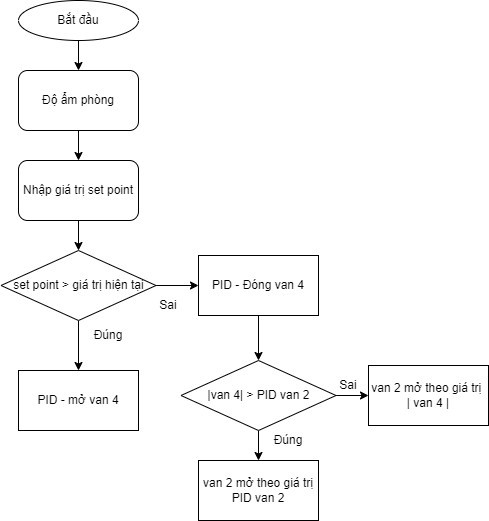 Bắt đầu
Độ ẩm phòng
Nhập giá trị set point
set point > giá trị hiện tại
Sai
PID - Đóng van 4
Đúng
PID - mở van 4
|van 4| > PID van 2
Sai
van 2 mở theo giá trị
| van 4 |
Đúng
van 2 mở theo giá trị
PID van 2